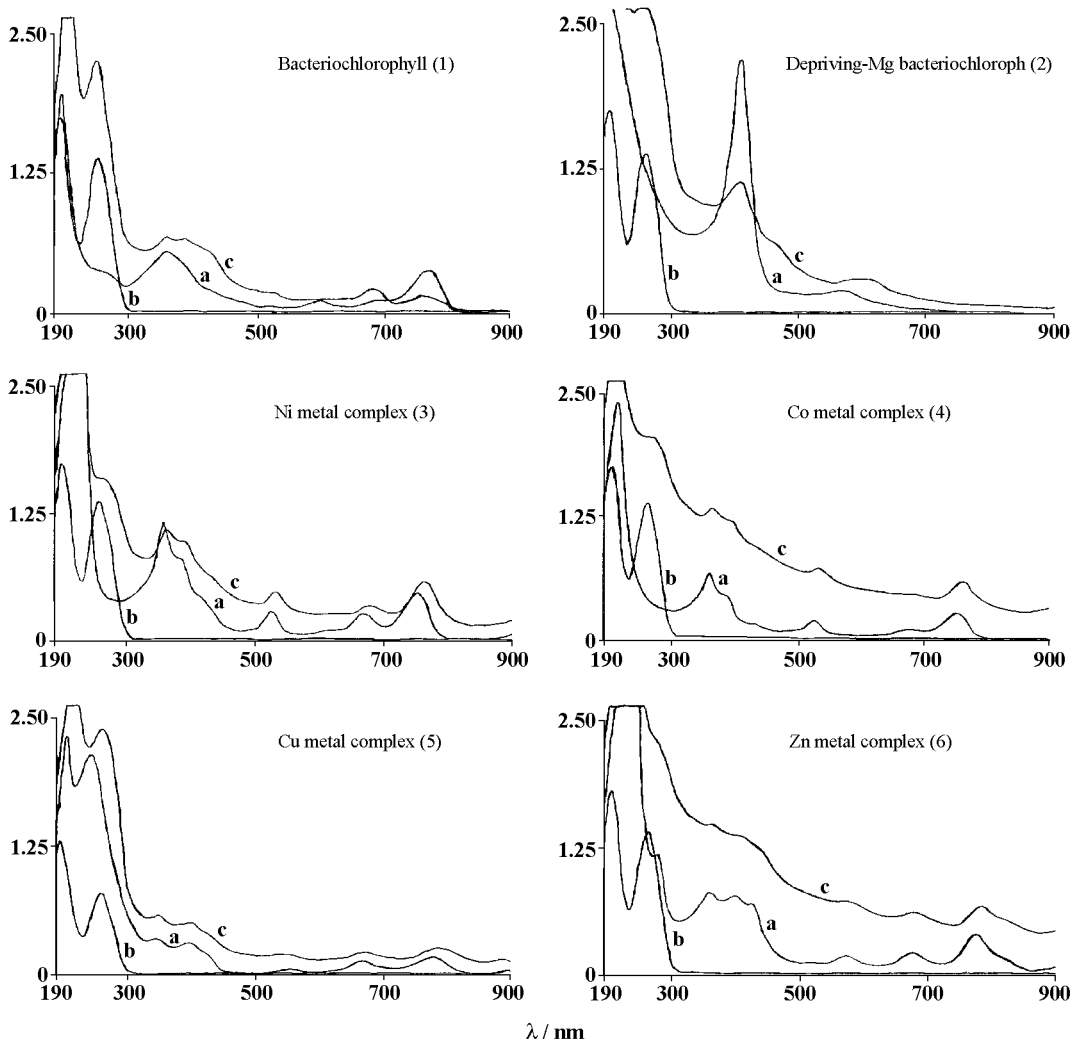 2.50
Bacteriochlorophyll (1)
1.25
a
c
b
0
190 300 500 700 900
2.50
Depriving-Mg bacteriochloroph (2)
1.25
c
b
a
0
190 300 500 700 900
2.50
Ni metal complex (3)
1.25
c
a
b
0
190 300 500 700 900
2.50
Co metal complex (4)
1.25
c
b
a
0
190 300 500 700 900
2.50
Cu metal complex (5)
1.25
a
c
b
0
190 300 500 700 900
2.50
Zn metal complex (6)
1.25
c
a
b
0
190 300 500 700 900
λ / nm